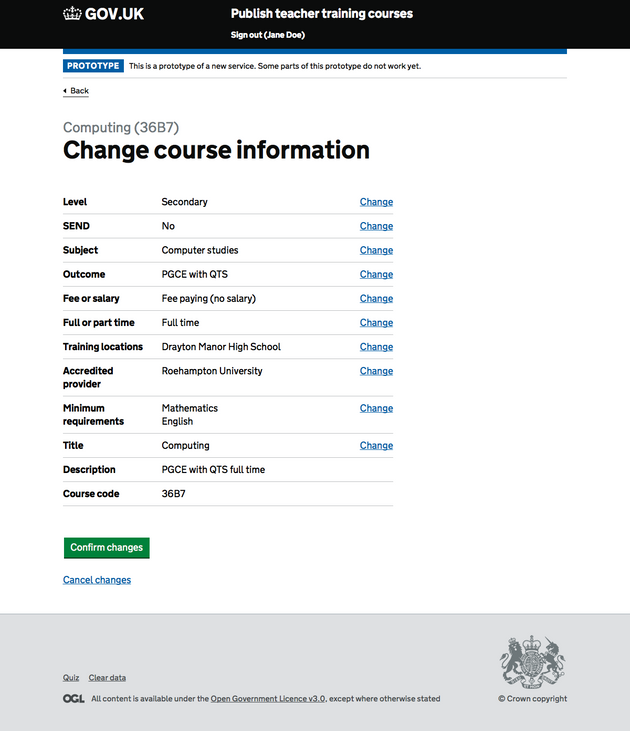 GOV.UK
Publish teacher training courses
Sign out (Jane Doe)
PROTOTYPE This is a prototype of a new service. Some parts of this prototype do not work yet.
Back
Computing (36B7)
Change course information
Level Secondary Change
SEND No Change
Subject Computer studies Change
Outcome PGCE with QTS Change
Fee or salary Fee paying (no salary) Change
Full or part time Full time Change
Training locations Drayton Manor High School Change
Accredited Roehampton University Change
provider
Minimum Mathematics Change
requirements English
Title Computing Change
Description PGCE with QTS full time
Course code 36B7
Confirm changes
Cancel changes
Quiz Clear data
OGL All content is available under the Open Government Licence v3.0, except where otherwise stated
© Crown copyright